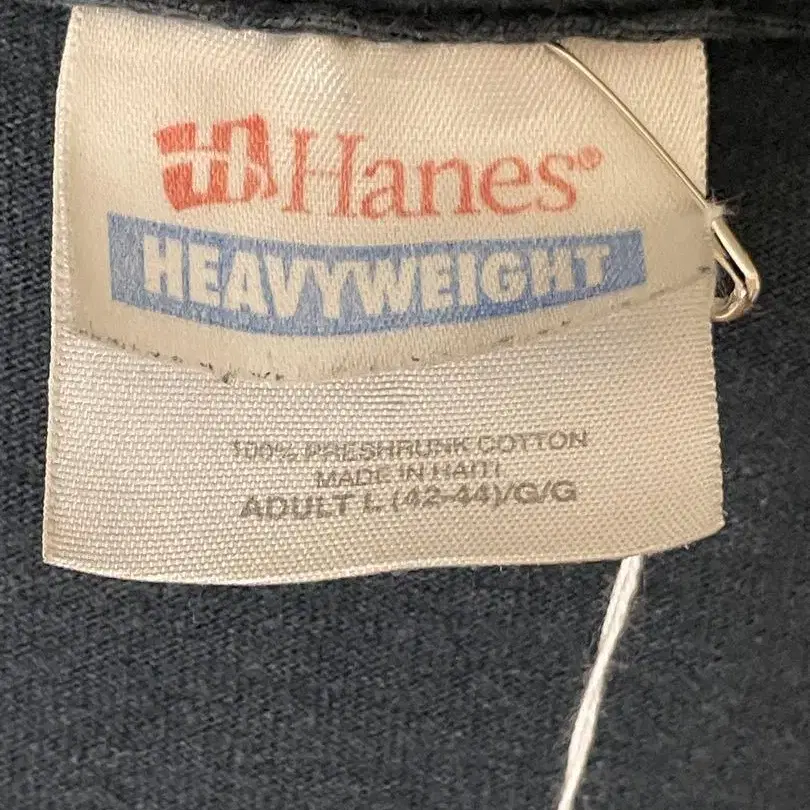 Hanes®
HEAVYWEIGHT
100% PRESHRUNK COTTON
MADE IN HAITI
ADULT L (42-44)/G/G